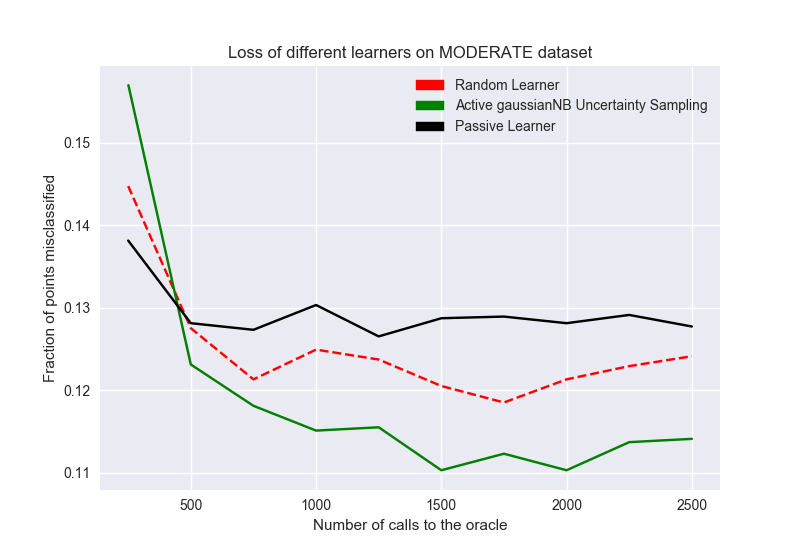 Loss of different learners on MODERATE dataset
Random Learner
Active gaussianNB Uncertainty Sampling
Passive Learner
Fraction of points misclassified
0.15
0.14
0.13
0.12
0.11
500 1000 1500 2000 2500
Number of calls to the oracle